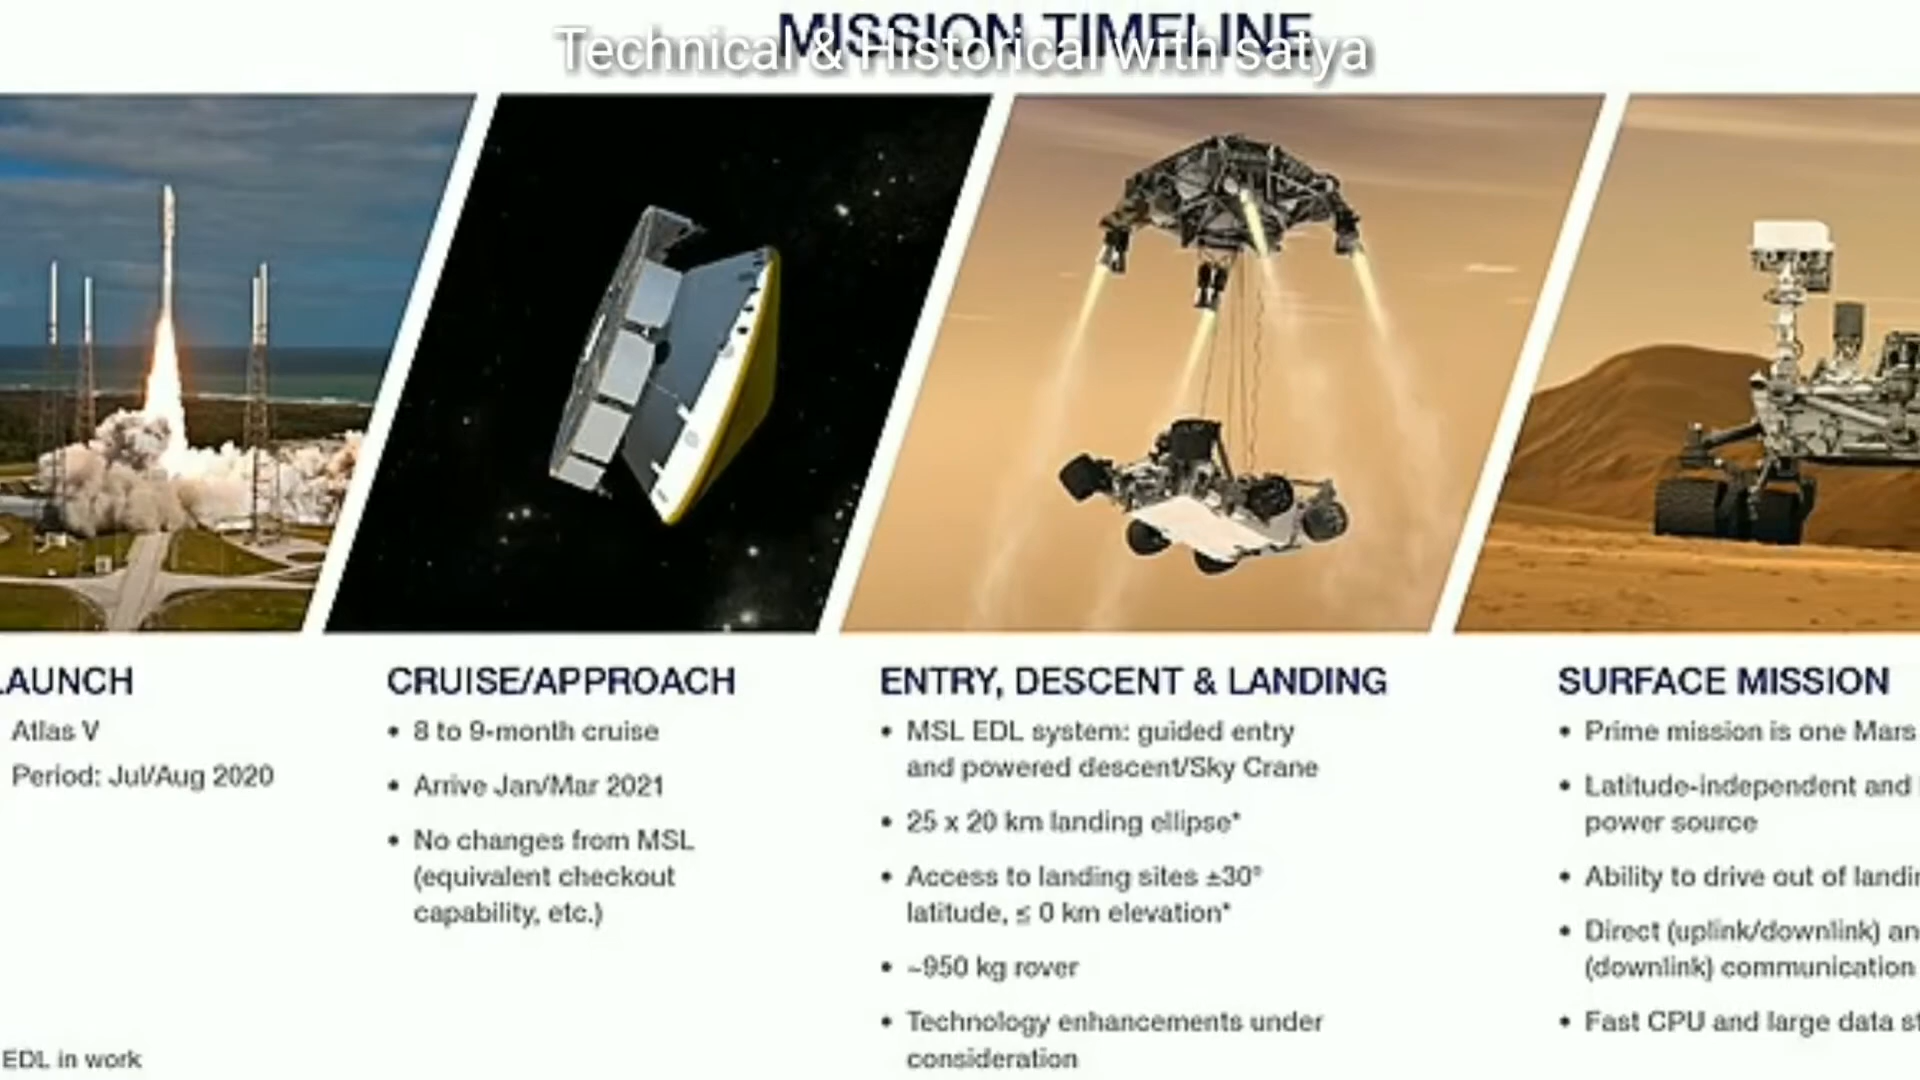 MISSION TIMELINE
Technical & Historical with satya
LAUNCH
Atlas V
Period: Jul/Aug 2020
EDL in work
CRUISE/APPROACH
• 8 to 9-month cruise
• Arrive Jan/Mar 2021
• No changes from MSL
(equivalent checkout
capability, etc.)
ENTRY, DESCENT & LANDING
• MSL EDL system: guided entry
and powered descent/Sky Crane
• 25 x 20 km landing ellipse*
• Access to landing sites ±30°
latitude, ≤ 0 km elevation*
• ~950 kg rover
• Technology enhancements under
consideration
SURFACE MISSION
• Prime mission is one Mars
• Latitude-independent and
power source
• Ability to drive out of
• Direct (uplink/downlink)
(downlink) communication
• Fast CPU and large data